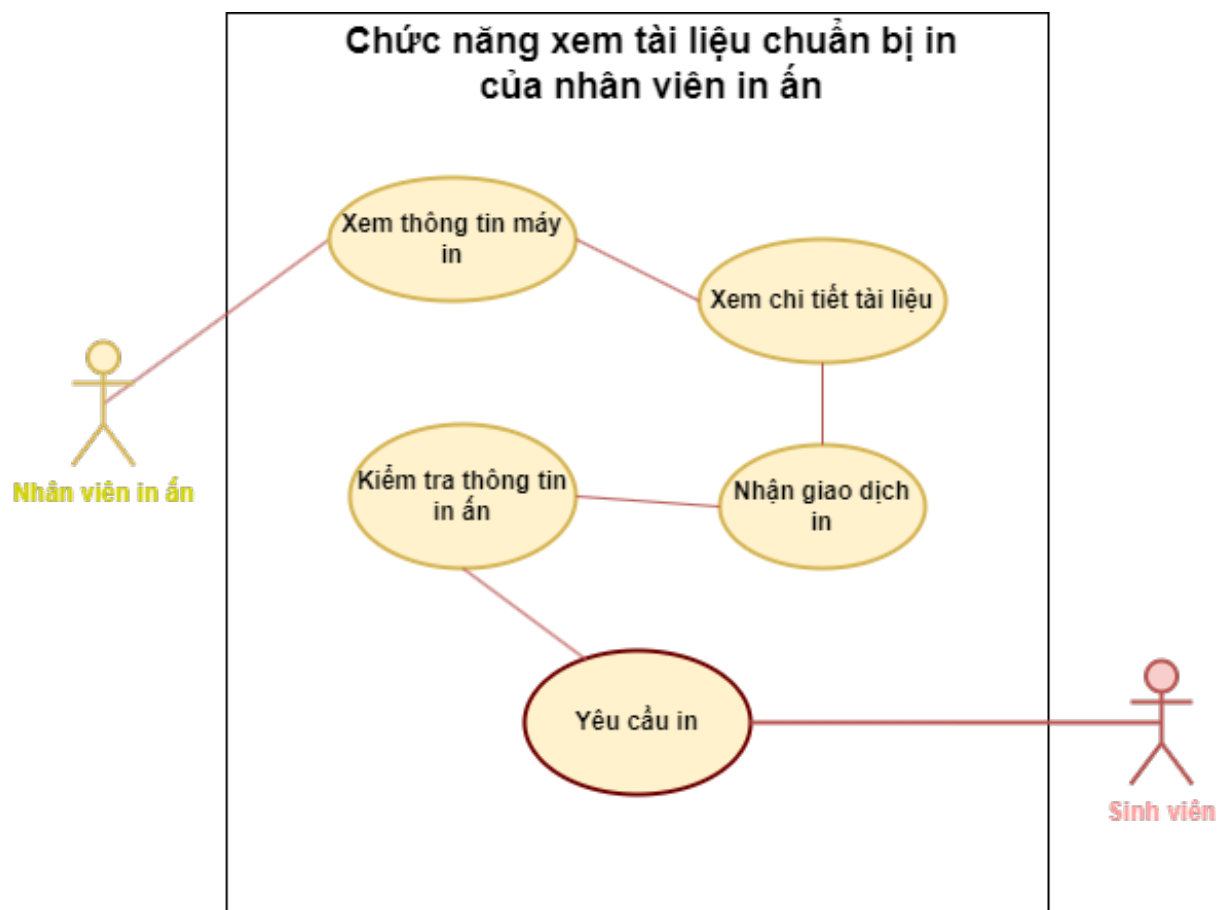 Chức năng xem tài liệu chuẩn bị in
của nhân viên in ấn
Xem thông tin máy
in
Xem chi tiết tài liệu
Nhân viên in ấn
Kiểm tra thông tin
in ấn
Nhận giao dịch
in
Yêu cẩu in
Sinh viên